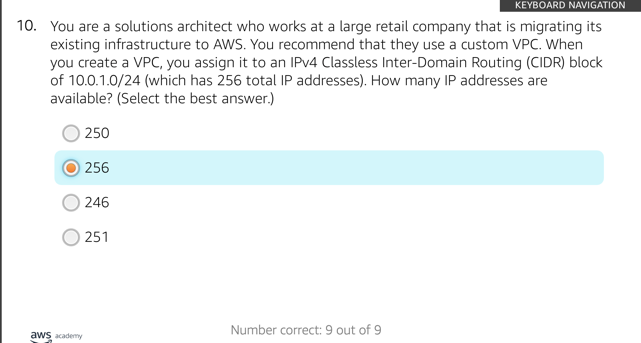 KEYBOARD NAVIGATION
10. You are a solutions architect who works at a large retail company that is migrating its
existing infrastructure to AWS. You recommend that they use a custom VPC. When
you create a VPC, you assign it to an IPv4 Classless Inter-Domain Routing (CIDR) block
of 10.0.1.0/24 (which has 256 total IP addresses). How many IP addresses are
available? (Select the best answer.)
250
256
246
251
aws academy
Number correct: 9 out of 9